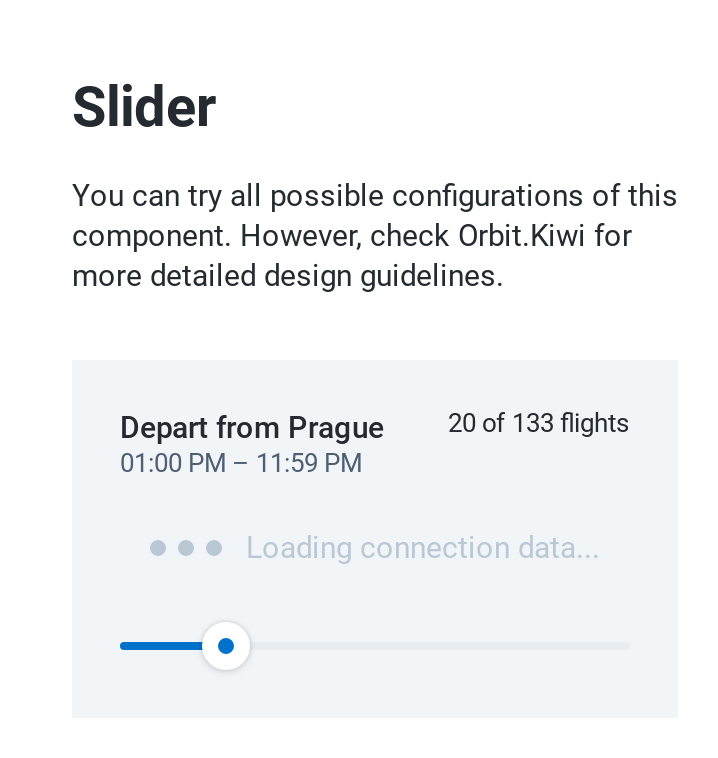 Slider
You can try all possible configurations of this
component. However, check Orbit.Kiwi for
more detailed design guidelines.
Depart from Prague
20 of 133 flights
01:00 PM – 11:59 PM
Loading connection data...